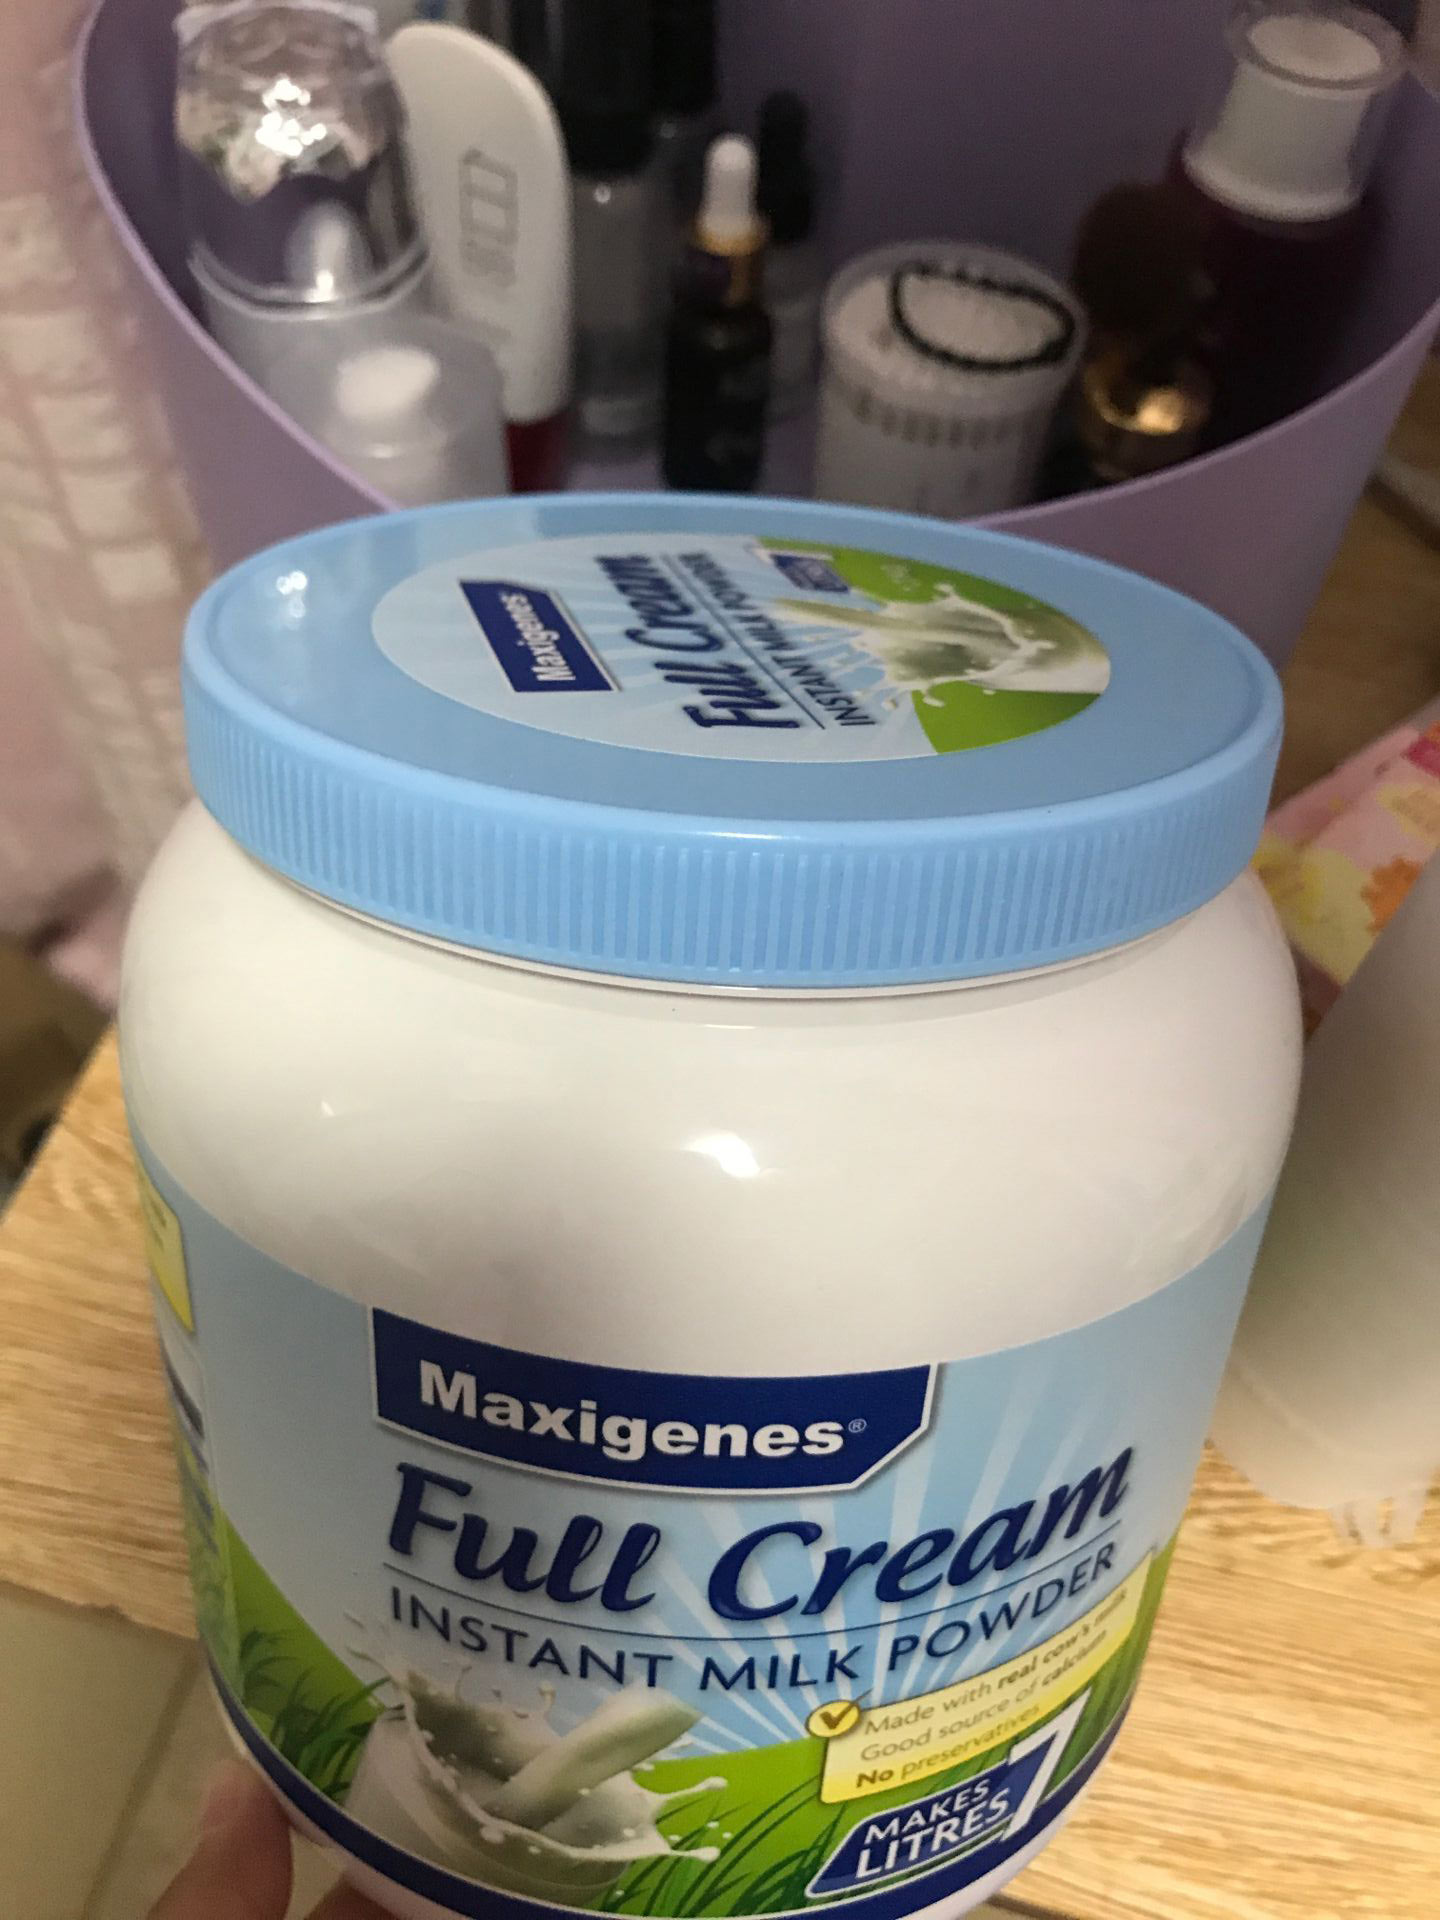 Maxigenes
Full Cream
INSTANT MILK POWDER
Maxigenes®
Full Cream
INSTANT MILK POWDER
Made with real cow's milk
Good source of calcium
No preservatives
MAKES 7
LITRES